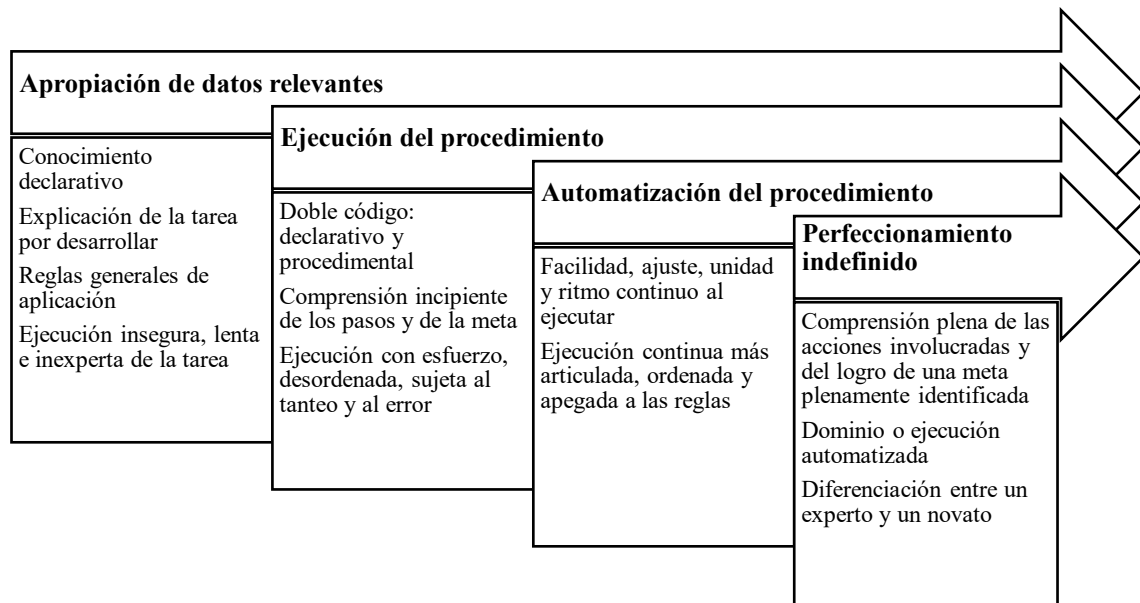 Apropiación de datos relevantes
Conocimiento
declarativo
Explicación de la tarea
por desarrollar
Reglas generales de
aplicación
Ejecución insegura, lenta
e inexperta de la tarea
Ejecución del procedimiento
Doble código:
declarativo y
procedimental
Comprensión incipiente
de los pasos y de la meta
Ejecución con esfuerzo,
desordenada, sujeta al
tanteo y al error
Automatización del procedimiento
Facilidad, ajuste, unidad
y ritmo continuo al
ejecutar
Ejecución continua más
articulada, ordenada y
apegada a las reglas
Perfeccionamiento
indefinido
Comprensión plena de las
acciones involucradas y
del logro de una meta
plenamente identificada
Dominio o ejecución
automatizada
Diferenciación entre un
experto y un novato